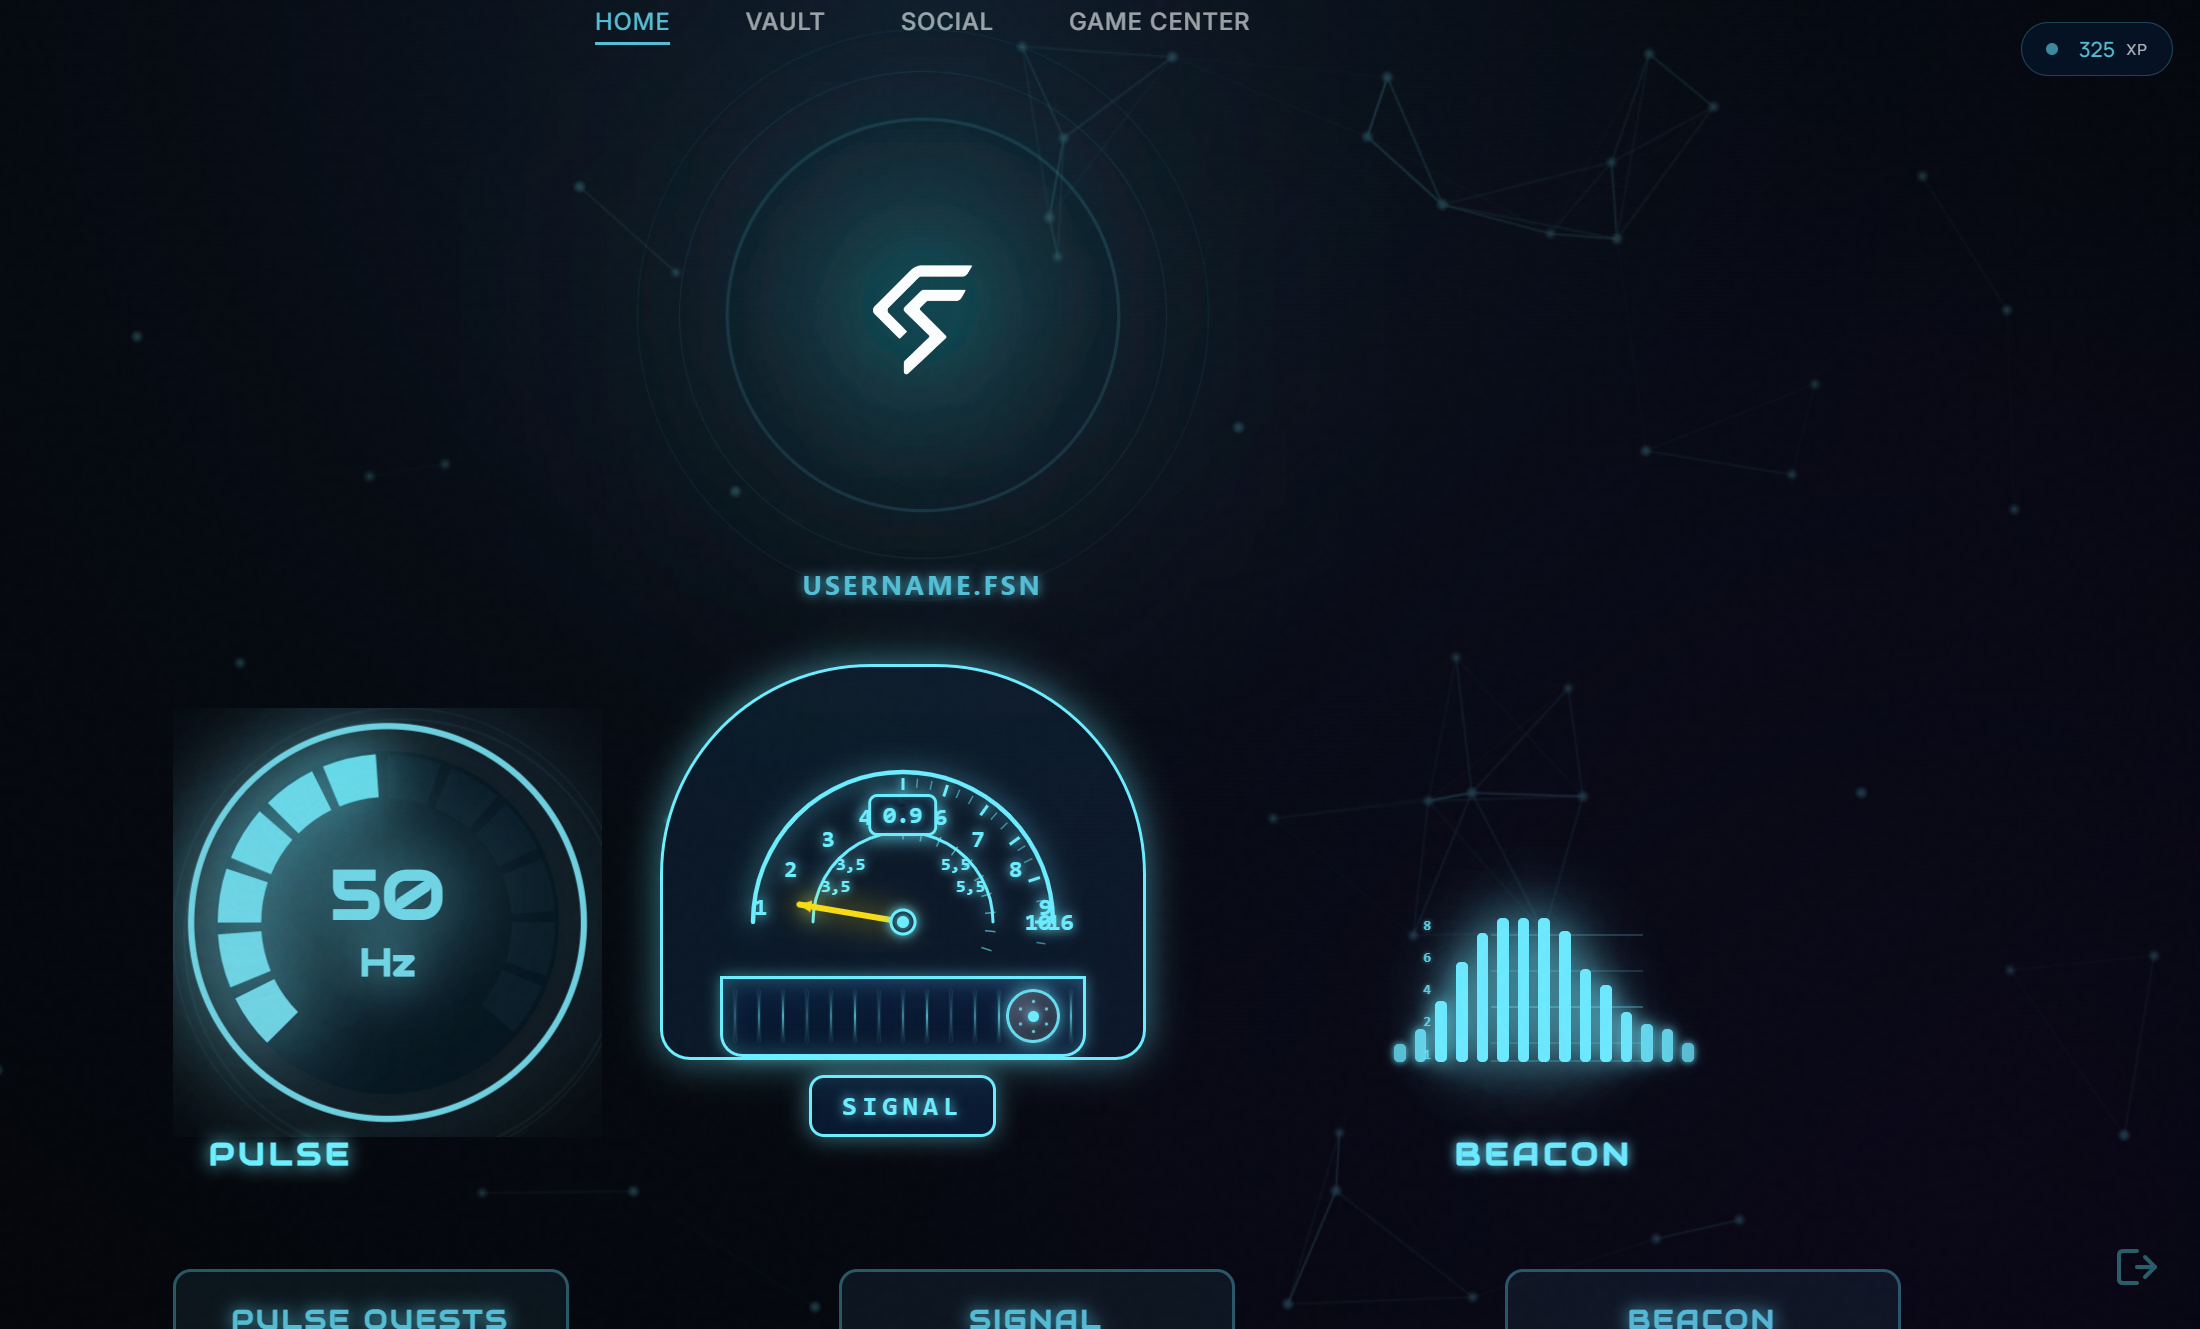 HOME VAULT SOCIAL GAME CENTER
325 XP
USERNAME.FSN
50
Hz
PULSE
4 0.9 6
3 7
2 8
3,5 5,5
3,5 5,5
1 9
10 16
SIGNAL
8
6
4
2
1
BEACON
PULSE QUESTS
SIGNAL
BEACON